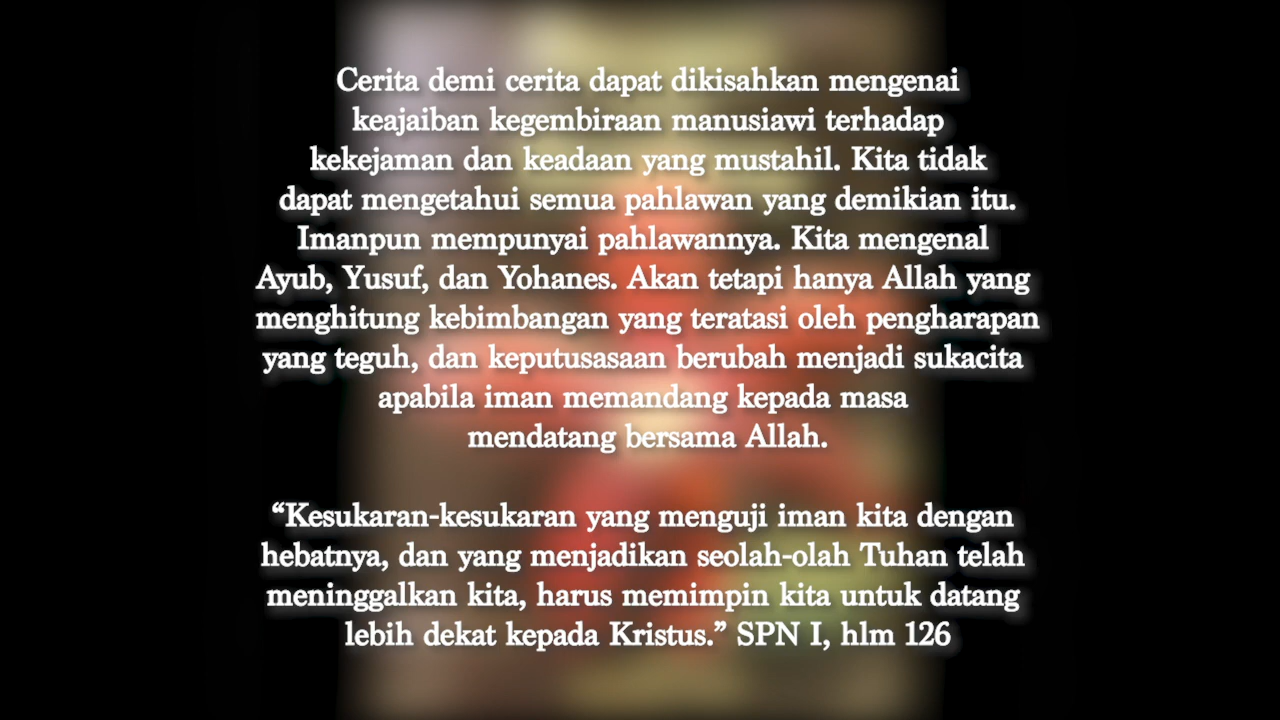 Cerita demi cerita dapat dikisahkan mengenai
keajaiban kegembiraan manusiawi terhadap
kekejaman dan keadaan yang mustahil. Kita tidak
dapat mengetahui semua pahlawan yang demikian itu.
Imanpun mempunyai pahlawannya. Kita mengenal
Ayub, Yusuf, dan Yohanes. Akan tetapi hanya Allah yang
menghitung kebimbangan yang teratasi oleh pengharapan
yang teguh, dan keputusasaan berubah menjadi sukacita
apabila iman memandang kepada masa
mendatang bersama Allah.
“Kesukaran-kesukaran yang menguji iman kita dengan
hebatnya, dan yang menjadikan seolah-olah Tuhan telah
meninggalkan kita, harus memimpin kita untuk datang
lebih dekat kepada Kristus.” SPN I, hlm 126